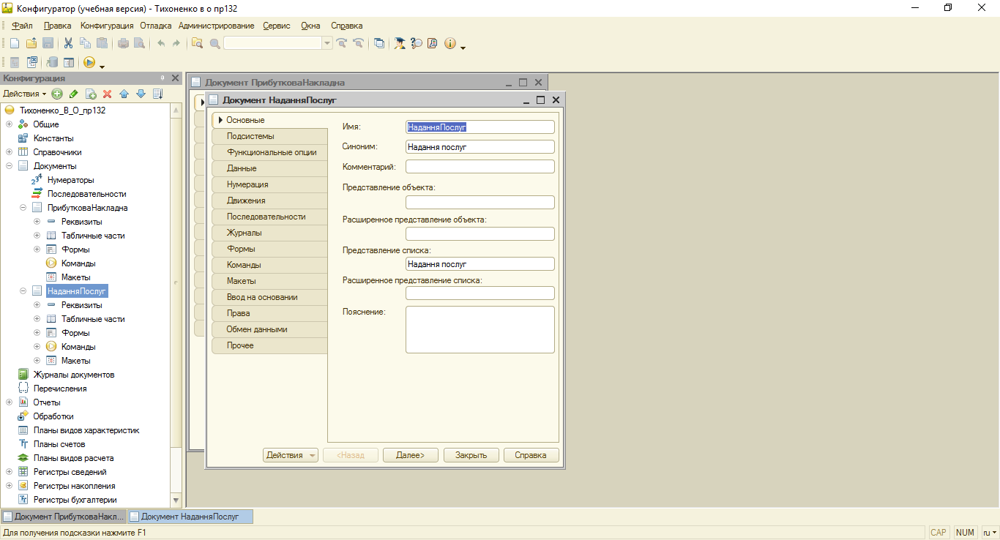 Конфигуратор (учебная версия) - Тихоненко в о пр132
Файл Правка Конфигурация Отладка Администрирование Сервис Окна Справка
Конфигурация
Действия
Тихоненко_В_О_пр132
Общие
Константы
Справочники
Документы
Нумераторы
Последовательности
ПрибутковаНакладна
Реквизиты
Табличные части
Формы
Команды
Макеты
НаданняПослуг
Реквизиты
Табличные части
Формы
Команды
Макеты
Журналы документов
Перечисления
Отчеты
Обработки
Планы видов характеристик
Планы счетов
Планы видов расчета
Регистры сведений
Регистры накопления
Регистры бухгалтерии
Документ ПрибутковаНакладна
Документ НаданняПослуг
Основные
Подсистемы
Функциональные опции
Данные
Нумерация
Движения
Последовательности
Журналы
Формы
Команды
Макеты
Ввод на основании
Права
Обмен данными
Прочее
Имя: НаданняПослуг
Синоним: Надання послуг
Комментарий:
Представление объекта:
Расширенное представление объекта:
Представление списка:
Надання послуг
Расширенное представление списка:
Пояснение:
Действия <Назад Далее> Закрыть Справка
Документ ПрибутковаНакл... Документ НаданняПослуг
Для получения подсказки нажмите F1 CAP NUM ru